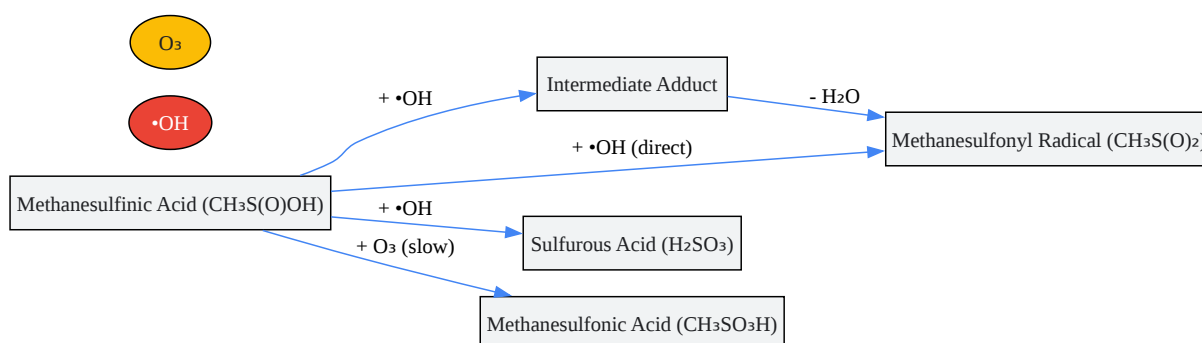 O₃
•OH
Intermediate Adduct
+ •OH
- H₂O
Methanesulfonyl Radical (CH₃S(O)₂)
+ •OH (direct)
Methanesulfinic Acid (CH₃S(O)OH)
+ •OH
Sulfurous Acid (H₂SO₃)
+ O₃ (slow)
Methanesulfonic Acid (CH₃SO₃H)